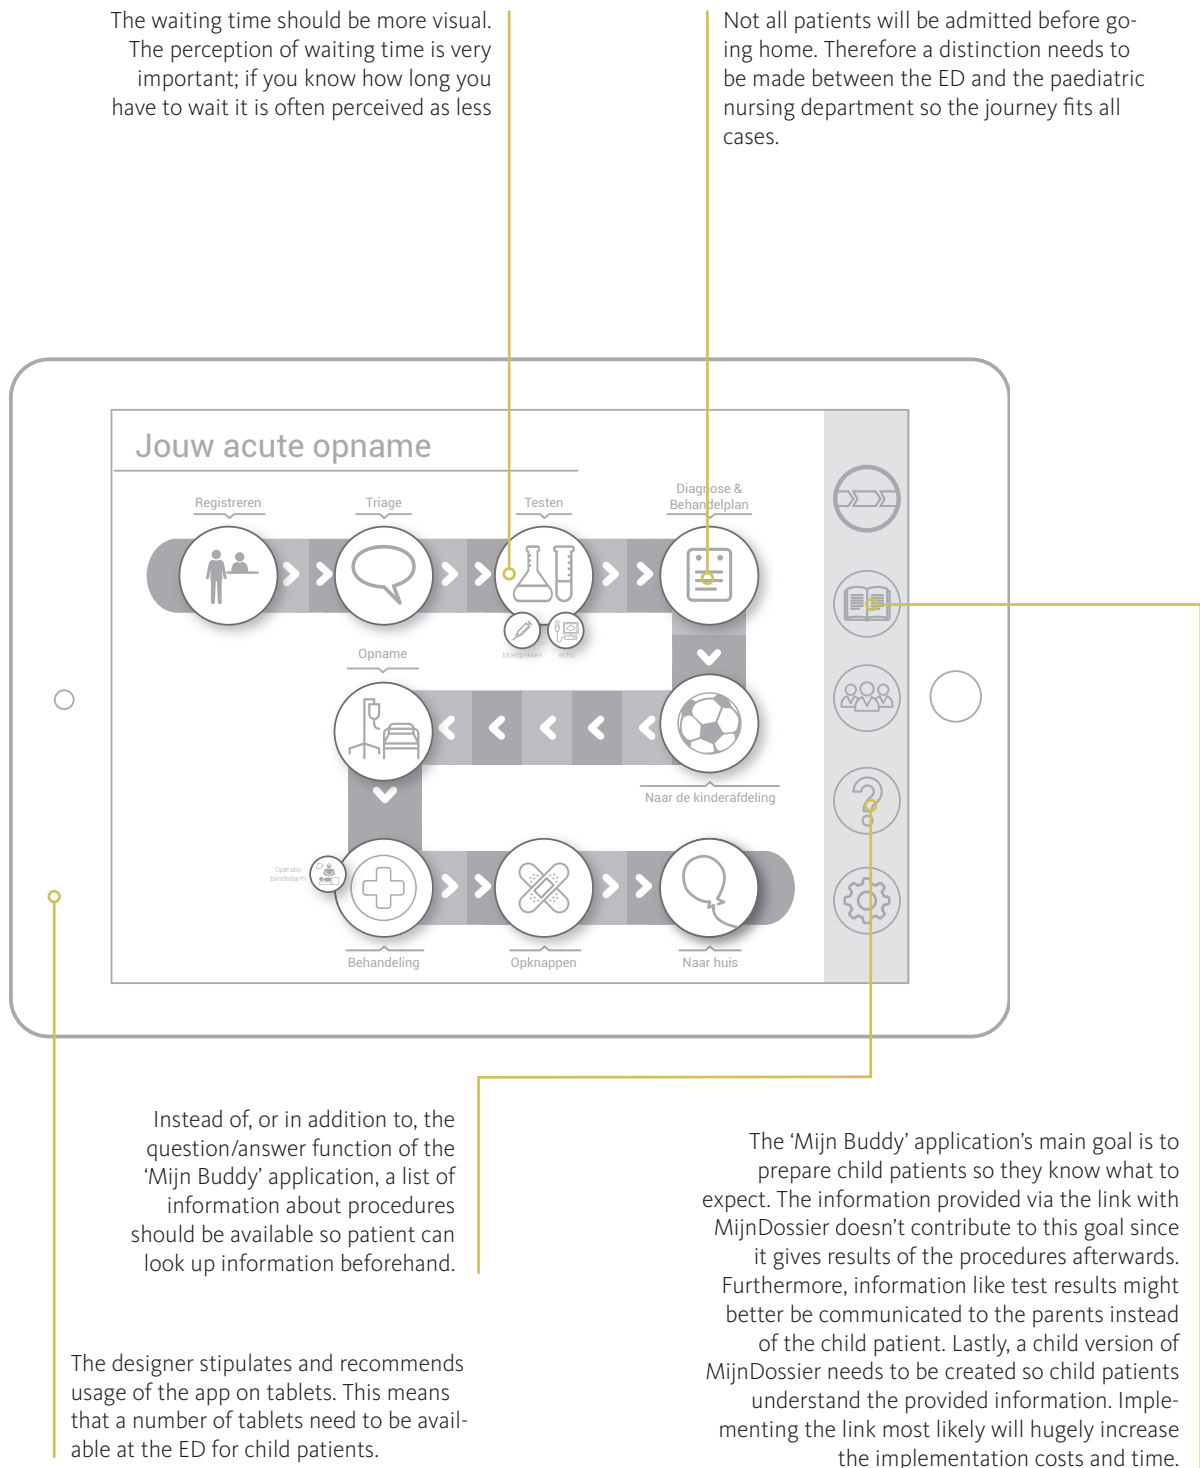 The waiting time should be more visual.
The perception of waiting time is very
important; if you know how long you
have to wait it is often perceived as less
Not all patients will be admitted before go-
ing home. Therefore a distinction needs to
be made between the ED and the paediatric
nursing department so the journey fits all
cases.
Jouw acute opname
Registreren
Triage
Testen
Diagnose &
Behandelplan
bloedprikken
echo
Opname
Naar de kinderafdeling
Operatie
blindedarm
Behandeling
Opknappen
Naar huis
Instead of, or in addition to, the
question/answer function of the
‘Mijn Buddy’ application, a list of
information about procedures
should be available so patient can
look up information beforehand.
The designer stipulates and recommends
usage of the app on tablets. This means
that a number of tablets need to be avail-
able at the ED for child patients.
The ‘Mijn Buddy’ application’s main goal is to
prepare child patients so they know what to
expect. The information provided via the link with
MijnDossier doesn’t contribute to this goal since
it gives results of the procedures afterwards.
Furthermore, information like test results might
better be communicated to the parents instead
of the child patient. Lastly, a child version of
MijnDossier needs to be created so child patients
understand the provided information. Imple-
menting the link most likely will hugely increase
the implementation costs and time.